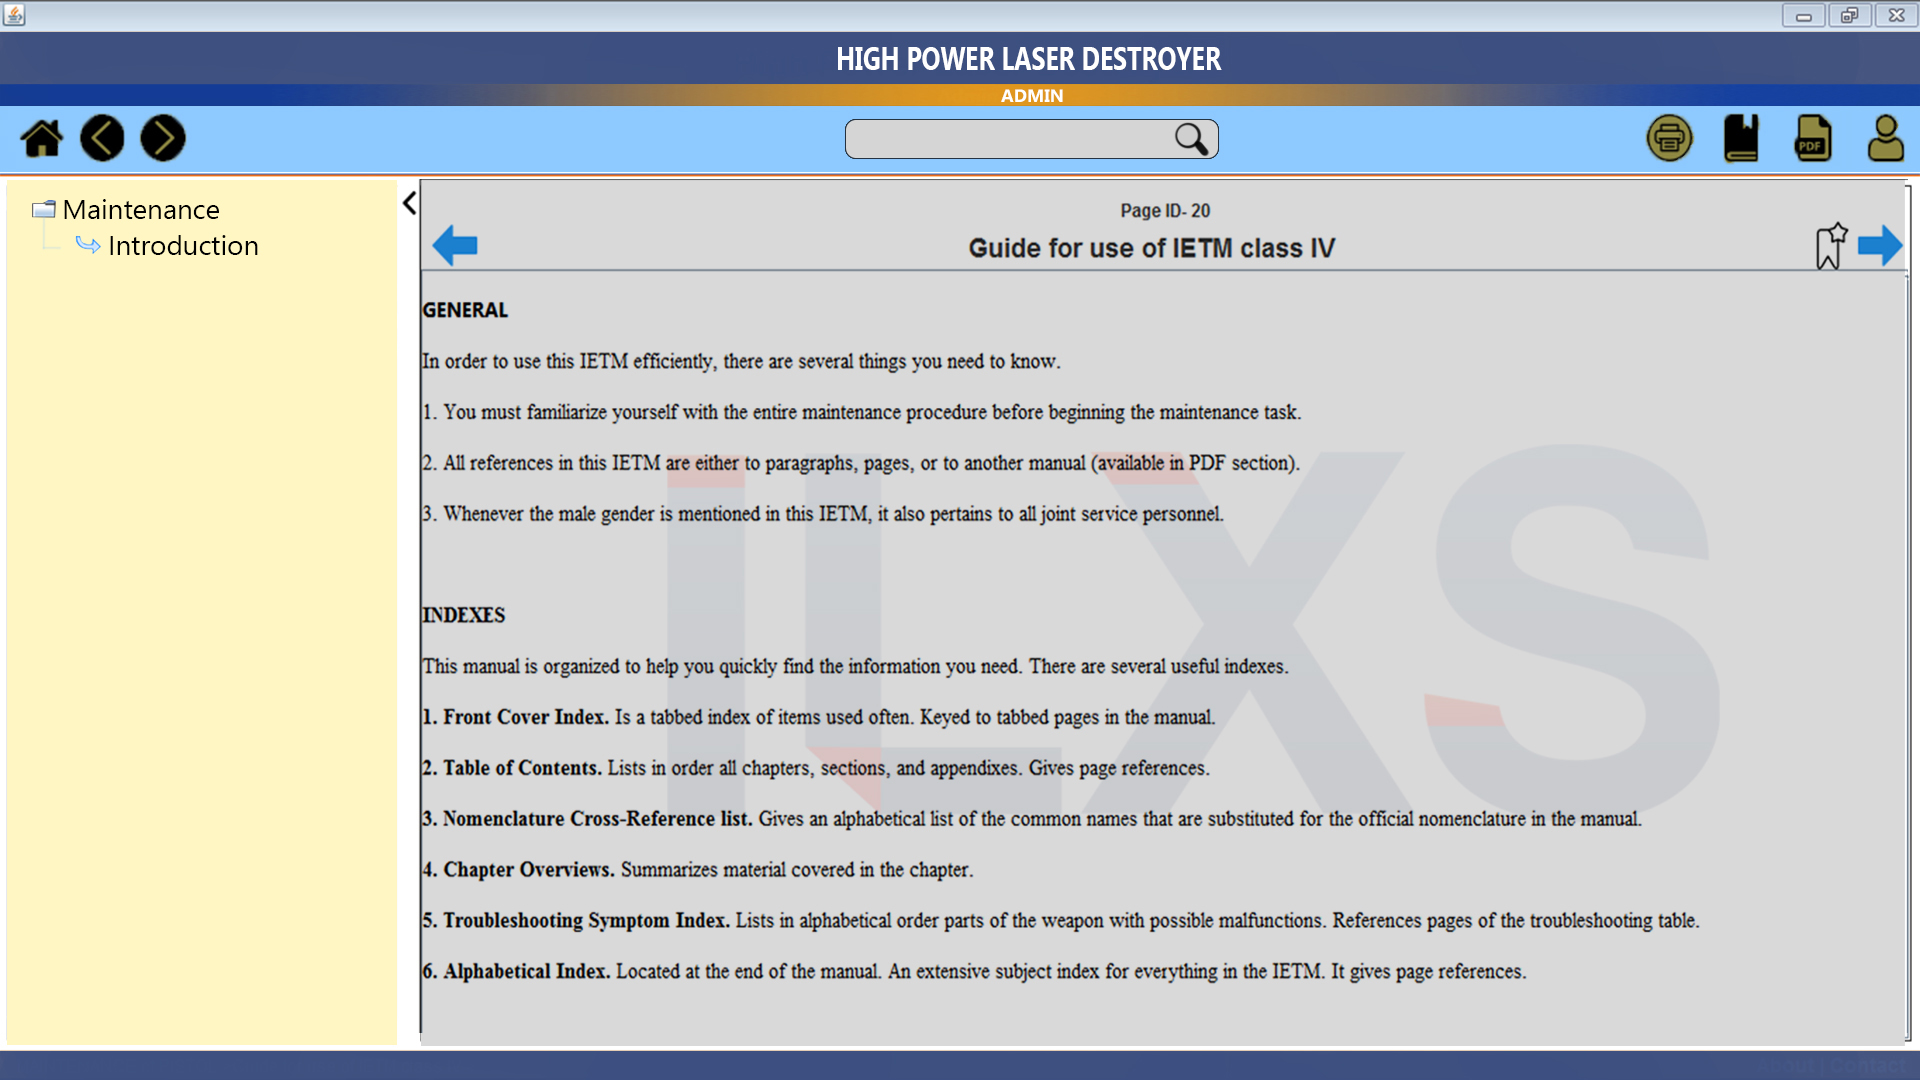 HIGH POWER LASER DESTROYER
ADMIN
PDF
Maintenance
Introduction
Page ID- 20
Guide for use of IETM class IV
GENERAL
In order to use this IETM efficiently, there are several things you need to know.
1. You must familiarize yourself with the entire maintenance procedure before beginning the maintenance task.
2. All references in this IETM are either to paragraphs, pages, or to another manual (available in PDF section).
3. Whenever the male gender is mentioned in this IETM, it also pertains to all joint service personnel.
INDEXES
This manual is organized to help you quickly find the information you need. There are several useful indexes.
1. Front Cover Index. Is a tabbed index of items used often. Keyed to tabbed pages in the manual.
2. Table of Contents. Lists in order all chapters, sections, and appendixes. Gives page references.
3. Nomenclature Cross-Reference list. Gives an alphabetical list of the common names that are substituted for the official nomenclature in the manual.
4. Chapter Overviews. Summarizes material covered in the chapter.
5. Troubleshooting Symptom Index. Lists in alphabetical order parts of the weapon with possible malfunctions. References pages of the troubleshooting table.
6. Alphabetical Index. Located at the end of the manual. An extensive subject index for everything in the IETM. It gives page references.
ILXS